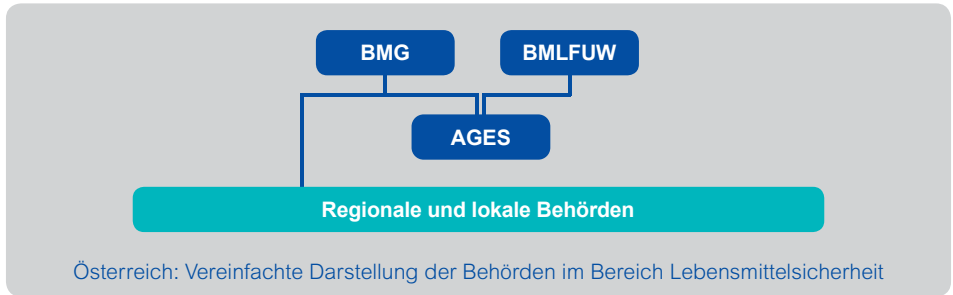 BMG
BMLFUW
AGES
Regionale und lokale Behörden
Österreich: Vereinfachte Darstellung der Behörden im Bereich Lebensmittelsicherheit